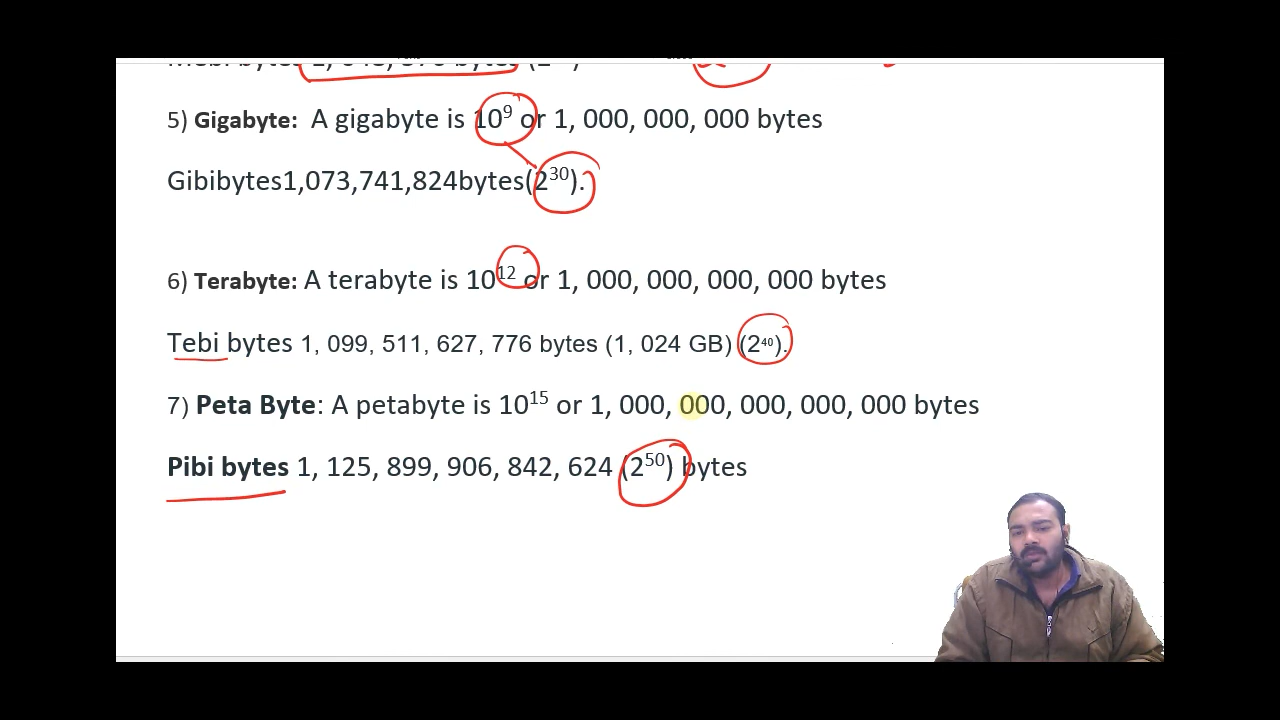 5) Gigabyte: A gigabyte is 10⁹ or 1, 000, 000, 000 bytes
Gibibytes1,073,741,824bytes(2³⁰).
6) Terabyte: A terabyte is 10¹² or 1, 000, 000, 000, 000 bytes
Tebi bytes 1, 099, 511, 627, 776 bytes (1, 024 GB) (2⁴⁰).
7) Peta Byte: A petabyte is 10¹⁵ or 1, 000, 000, 000, 000, 000 bytes
Pibi bytes 1, 125, 899, 906, 842, 624 (2⁵⁰) bytes